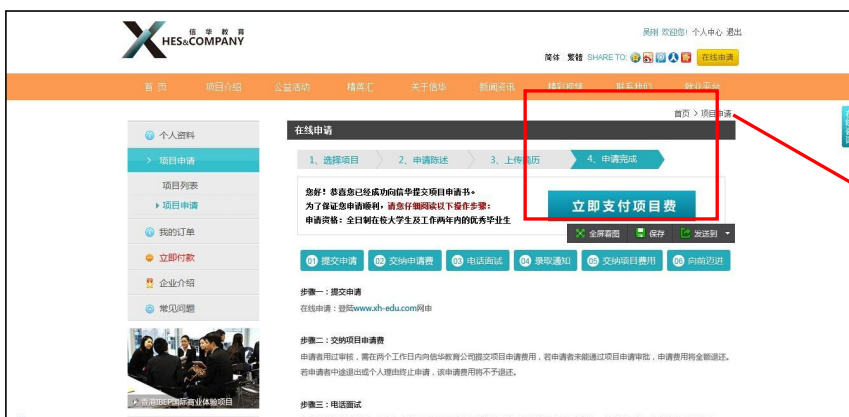 信华教育
HES&COMPANY
吴刚 欢迎您! 个人中心 退出
简体 繁體 SHARE TO: 在线申请
首页 项目介绍 公益活动 精英汇 关于信华 新闻资讯 精彩视频 联系我们 就业平台
首页 > 项目申请
个人资料
> 项目申请
项目列表
项目申请
我的订单
立即付款
企业介绍
常见问题
香港IBEP国际商业体验项目
在线申请
1、选择项目 2、申请陈述 3、上传简历 4、申请完成
您好！恭喜您已经成功向信华提交项目申请书。
为了保证您申请顺利，请您仔细阅读以下操作步骤：
申请资格：全日制在校大学生及工作两年内的优秀毕业生
立即支付项目费
全屏看图 保存 发送到
01 提交申请 02 交纳申请费 03 电话面试 04 录取通知 05 交纳项目费用 06 向前迈进
步骤一：提交申请
在线申请：登陆www.xh-edu.com网申
步骤二：交纳项目申请费
申请者用过审核，需在两个工作日内向信华教育公司提交项目申请费用，若申请者未能通过项目申请审批，申请费用将全额退还。
若申请者中途退出或个人理由终止申请，该申请费用将不予退还。
步骤三：电话面试